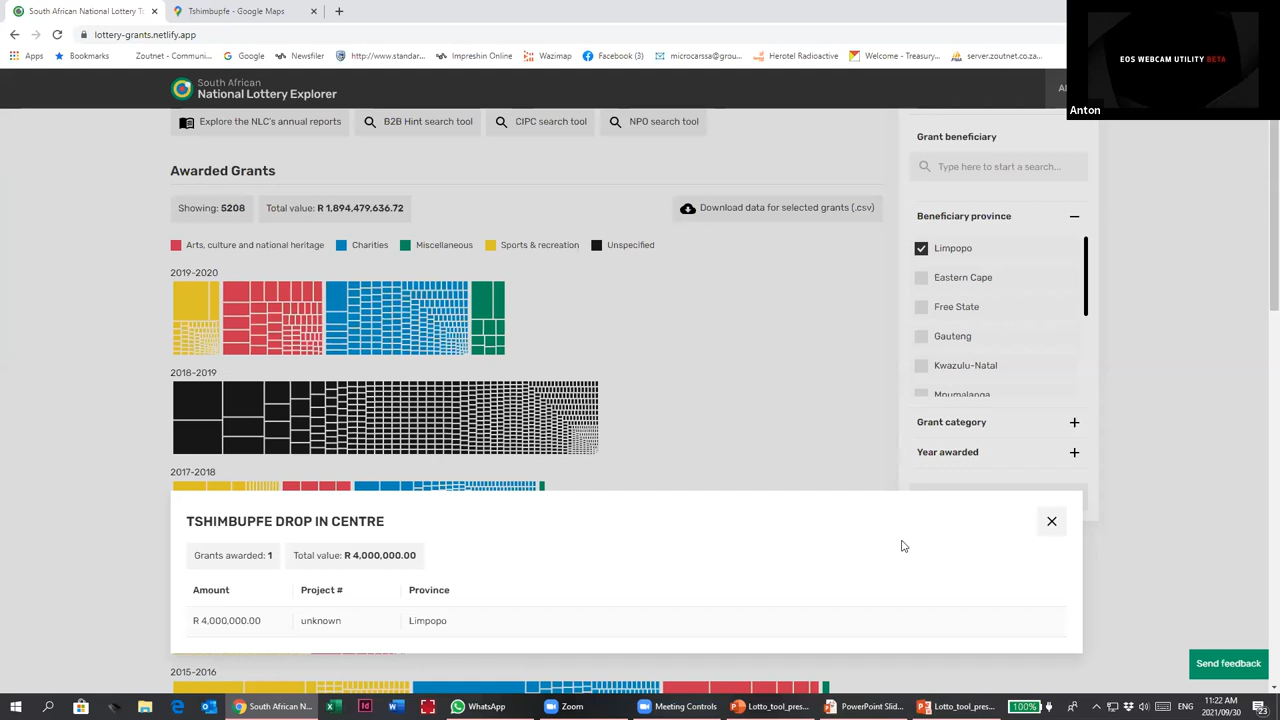 South African National Lottery To
Tshimbupfe - Google Maps
lottery-grants.netlify.app
Apps
Bookmarks
Zoutnet - Communi...
Google
Newsfiler
http://www.standar...
Impreshin Online
Wazimap
Facebook (3)
microcarssa@grou...
Herotel Radioactive
Welcome - Treasury...
server.zoutnet.co.za...
EOS WEBCAM UTILITY BETA
Anton
South African
National Lottery Explorer
Explore the NLC's annual reports
B2B Hint search tool
CIPC search tool
NPO search tool
Grant beneficiary
Type here to start a search...
Awarded Grants
Showing: 5208
Total value: R 1,894,479,636.72
Download data for selected grants (.csv)
Beneficiary province
Arts, culture and national heritage
Charities
Miscellaneous
Sports & recreation
Unspecified
Limpopo
Eastern Cape
Free State
Gauteng
Kwazulu-Natal
Mpumalanga
Grant category
Year awarded
2019-2020
2018-2019
2017-2018
TSHIMBUPFE DROP IN CENTRE
Grants awarded: 1
Total value: R 4,000,000.00
Amount
Project #
Province
R 4,000,000.00
unknown
Limpopo
2015-2016
Send feedback
South African N...
WhatsApp
Zoom
Meeting Controls
Lotto_tool_pres...
PowerPoint Slid...
Lotto_tool_pres...
100%
ENG
11:22 AM
2021/09/30
23